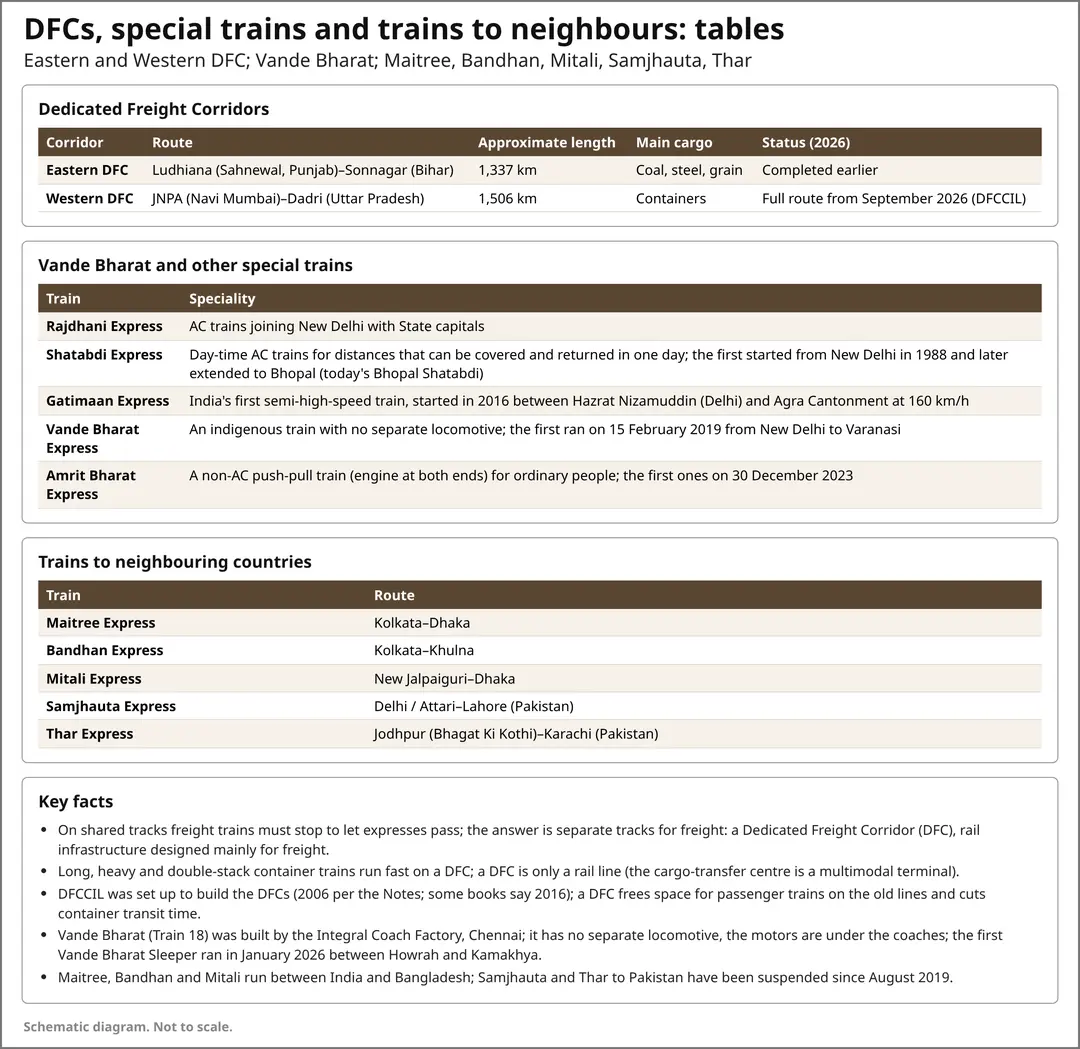 DFCs, special trains and trains to neighbours: tables
Eastern and Western DFC; Vande Bharat; Maitree, Bandhan, Mitali, Samjhauta, Thar
Dedicated Freight Corridors
Corridor Route Approximate length Main cargo Status (2026)
Eastern DFC Ludhiana (Sahnewal, Punjab)–Sonnagar (Bihar) 1,337 km Coal, steel, grain Completed earlier
Western DFC JNPA (Navi Mumbai)–Dadri (Uttar Pradesh) 1,506 km Containers Full route from September 2026 (DFCCIL)
Vande Bharat and other special trains
Train Speciality
Rajdhani Express AC trains joining New Delhi with State capitals
Shatabdi Express Day-time AC trains for distances that can be covered and returned in one day; the first started from New Delhi in 1988 and later
extended to Bhopal (today's Bhopal Shatabdi)
Gatimaan Express India's first semi-high-speed train, started in 2016 between Hazrat Nizamuddin (Delhi) and Agra Cantonment at 160 km/h
Vande Bharat An indigenous train with no separate locomotive; the first ran on 15 February 2019 from New Delhi to Varanasi
Express
Amrit Bharat A non-AC push-pull train (engine at both ends) for ordinary people; the first ones on 30 December 2023
Express
Trains to neighbouring countries
Train Route
Maitree Express Kolkata–Dhaka
Bandhan Express Kolkata–Khulna
Mitali Express New Jalpaiguri–Dhaka
Samjhauta Express Delhi / Attari–Lahore (Pakistan)
Thar Express Jodhpur (Bhagat Ki Kothi)–Karachi (Pakistan)
Key facts
• On shared tracks freight trains must stop to let expresses pass; the answer is separate tracks for freight: a Dedicated Freight Corridor (DFC), rail
infrastructure designed mainly for freight.
• Long, heavy and double-stack container trains run fast on a DFC; a DFC is only a rail line (the cargo-transfer centre is a multimodal terminal).
• DFCCIL was set up to build the DFCs (2006 per the Notes; some books say 2016); a DFC frees space for passenger trains on the old lines and cuts
container transit time.
• Vande Bharat (Train 18) was built by the Integral Coach Factory, Chennai; it has no separate locomotive, the motors are under the coaches; the first
Vande Bharat Sleeper ran in January 2026 between Howrah and Kamakhya.
• Maitree, Bandhan and Mitali run between India and Bangladesh; Samjhauta and Thar to Pakistan have been suspended since August 2019.
Schematic diagram. Not to scale.